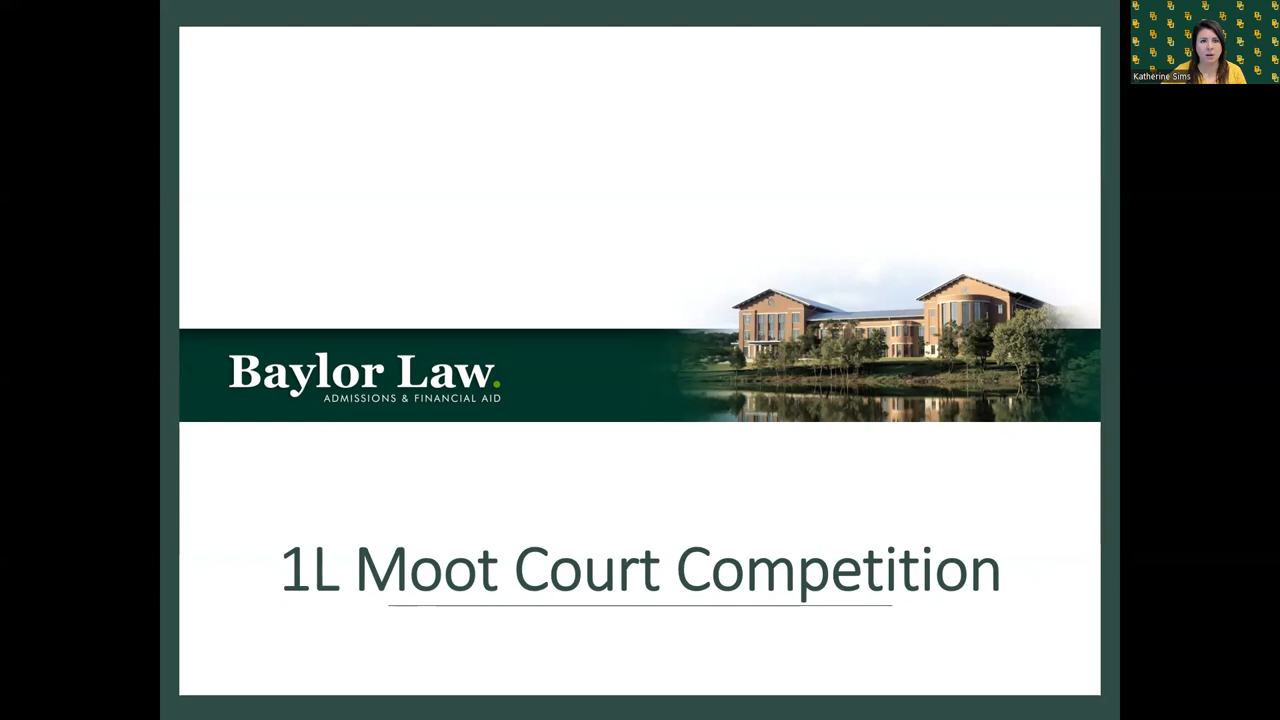 Katherine Sims
Baylor Law.
ADMISSIONS & FINANCIAL AID
1L Moot Court Competition